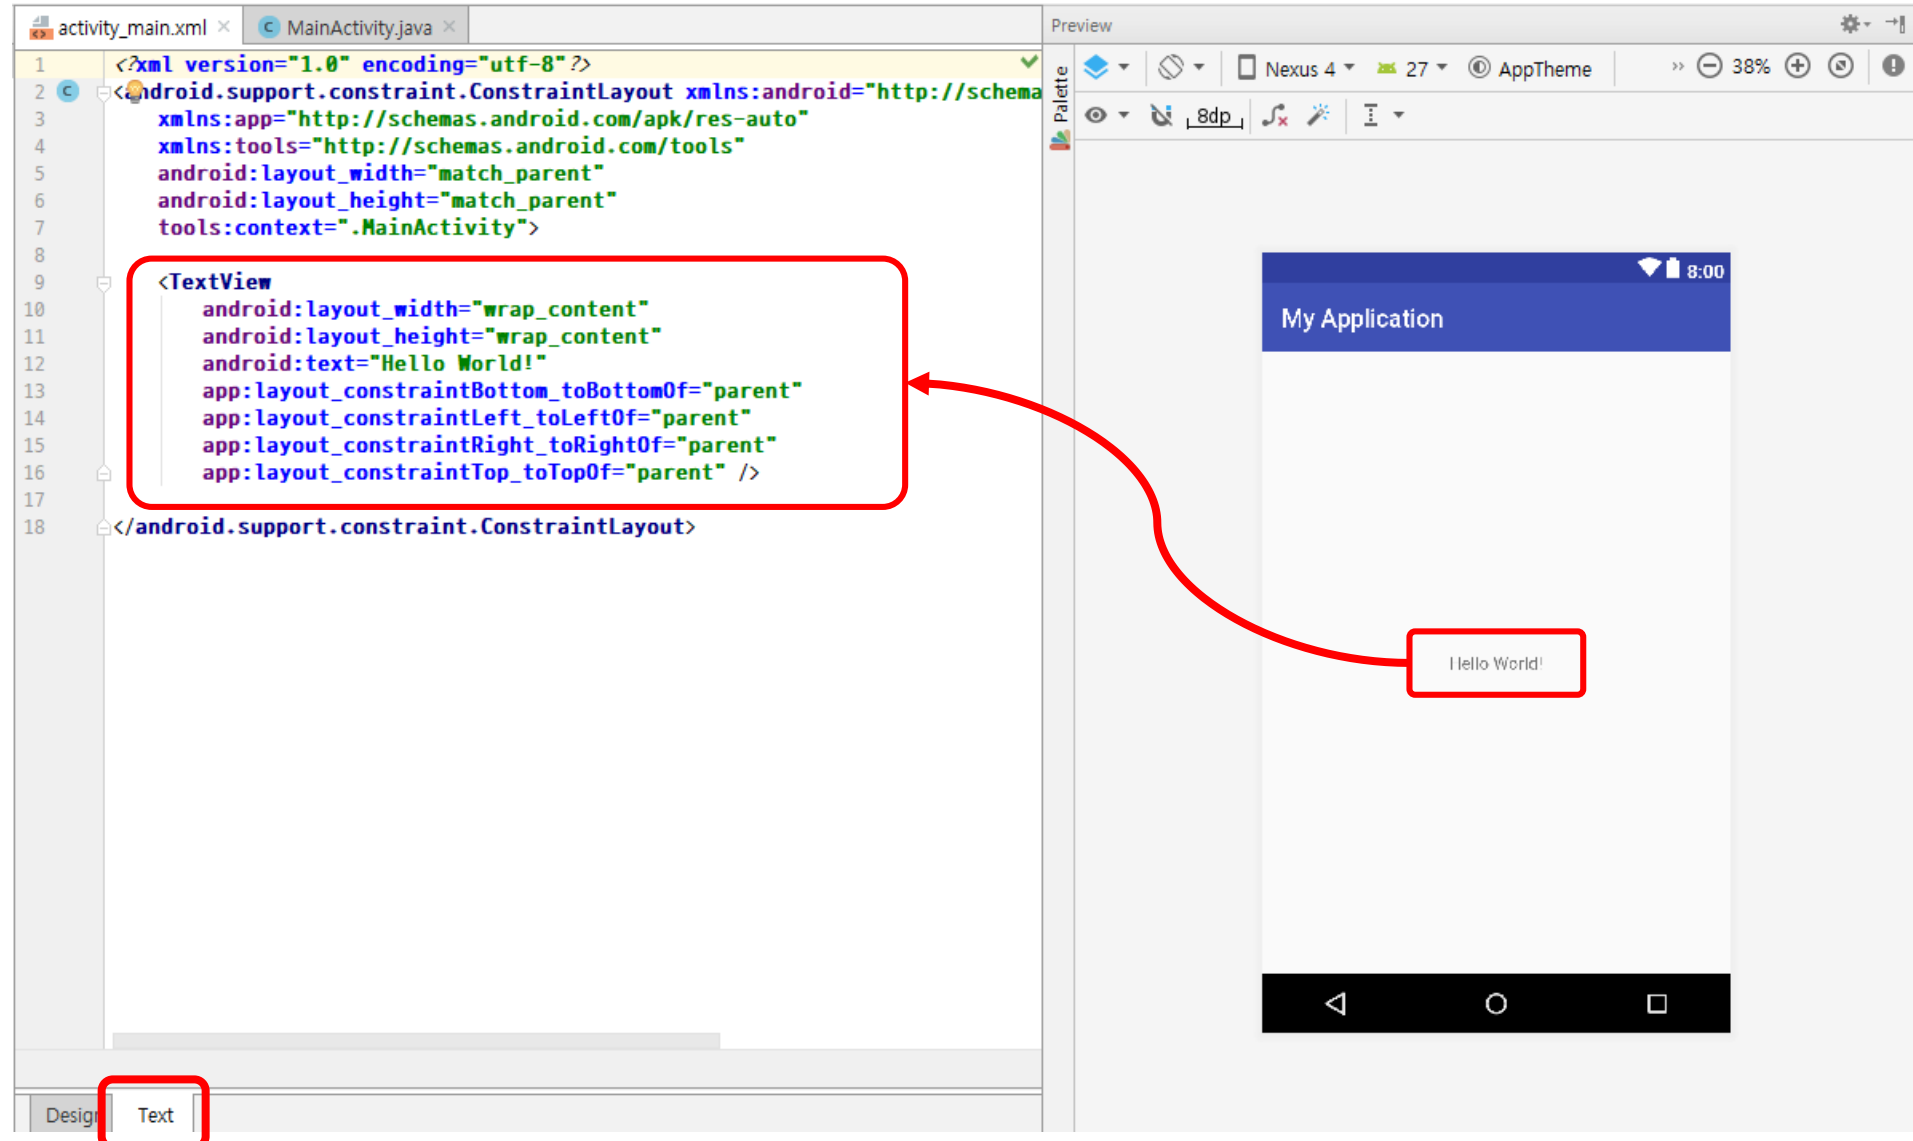 activity_main.xml
MainActivity.java
1 <?xml version="1.0" encoding="utf-8"?>
2 <android.support.constraint.ConstraintLayout xmlns:android="http://schema
3 xmlns:app="http://schemas.android.com/apk/res-auto"
4 xmlns:tools="http://schemas.android.com/tools"
5 android:layout_width="match_parent"
6 android:layout_height="match_parent"
7 tools:context=".MainActivity">
8
9 <TextView
10 android:layout_width="wrap_content"
11 android:layout_height="wrap_content"
12 android:text="Hello World!"
13 app:layout_constraintBottom_toBottomOf="parent"
14 app:layout_constraintLeft_toLeftOf="parent"
15 app:layout_constraintRight_toRightOf="parent"
16 app:layout_constraintTop_toTopOf="parent" />
17
18 </android.support.constraint.ConstraintLayout>
Design Text
Preview
Palette
Nexus 4 27 AppTheme 38%
8dp
8:00
My Application
Hello World!